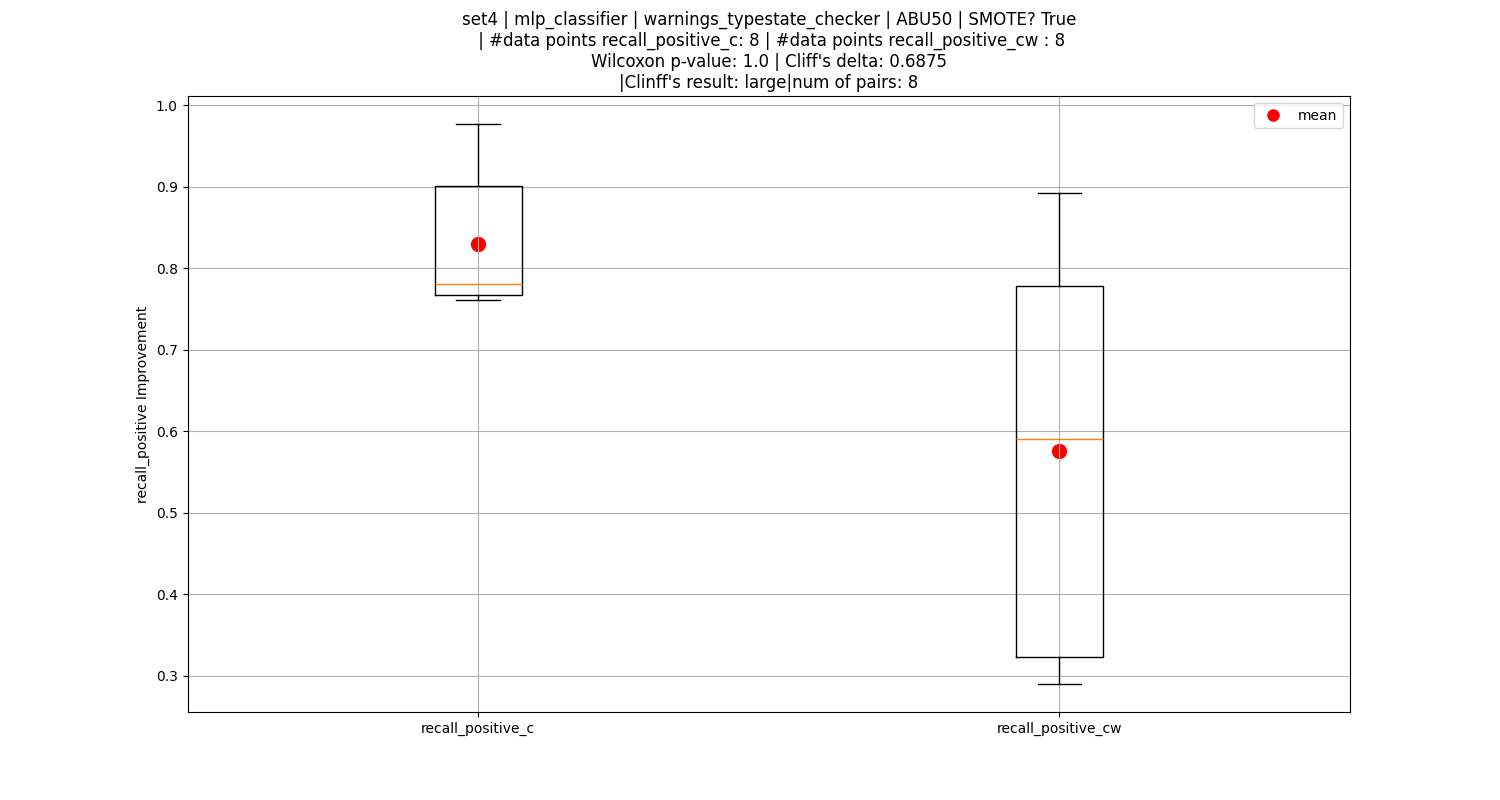 set4 | mlp_classifier | warnings_typestate_checker | ABU50 | SMOTE? True
| #data points recall_positive_c: 8 | #data points recall_positive_cw : 8
Wilcoxon p-value: 1.0 | Cliff's delta: 0.6875
|Clinff's result: large|num of pairs: 8
mean
1.0
0.9
0.8
0.7
0.6
0.5
0.4
0.3
recall_positive Improvement
recall_positive_c
recall_positive_cw